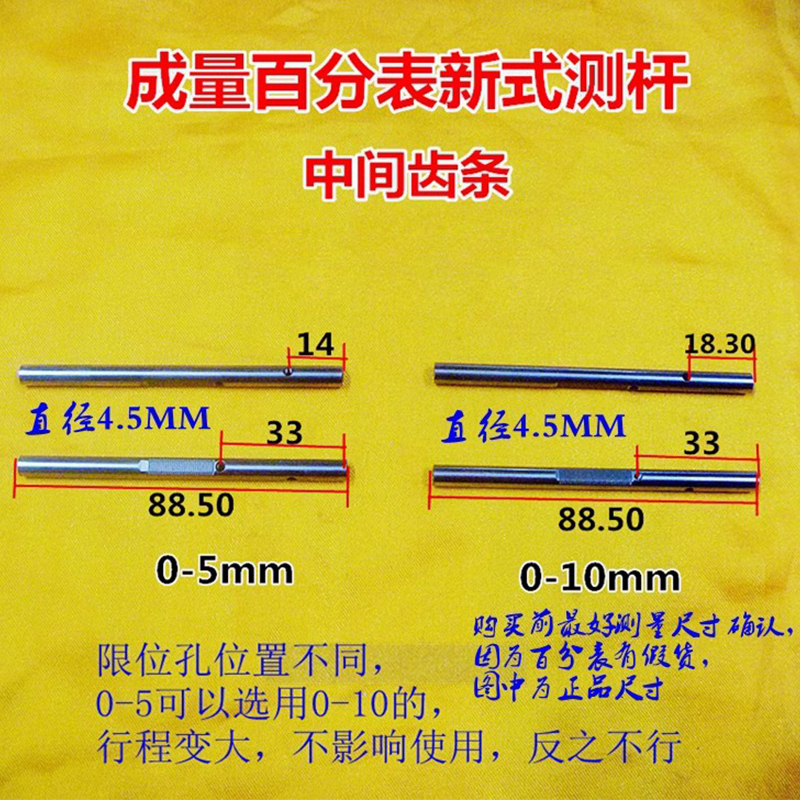 成量百分表新式测杆
中间齿条
14
18.30
直径4.5MM
直径4.5MM
33
33
88.50
88.50
0-5mm
0-10mm
购买前最好测量尺寸确认，
因为百分表有假货，
图中为正品尺寸
限位孔位置不同，
0-5可以选用0-10的，
行程变大，不影响使用，反之不行